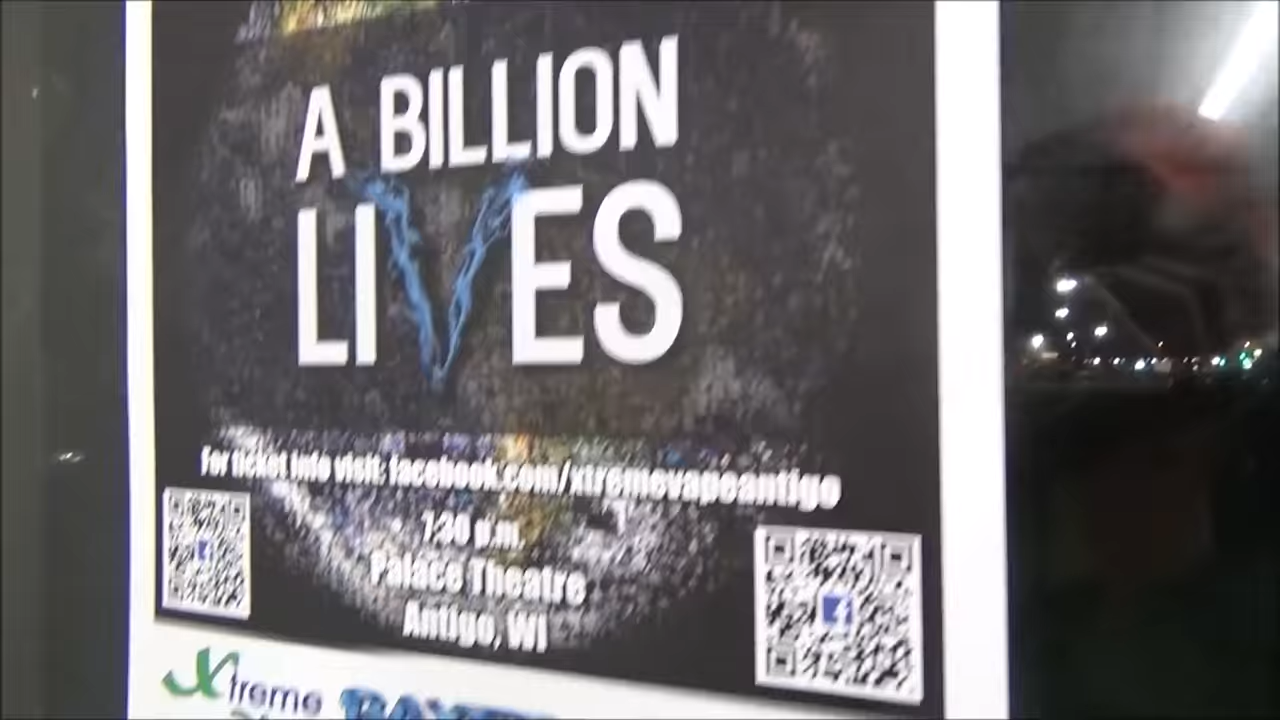 A BILLION
LIVES
for ticket info visit: facebook.com/xtremevapeantigo
7:30 p.m.
Palace Theatre
Antigo, WI
Xtreme